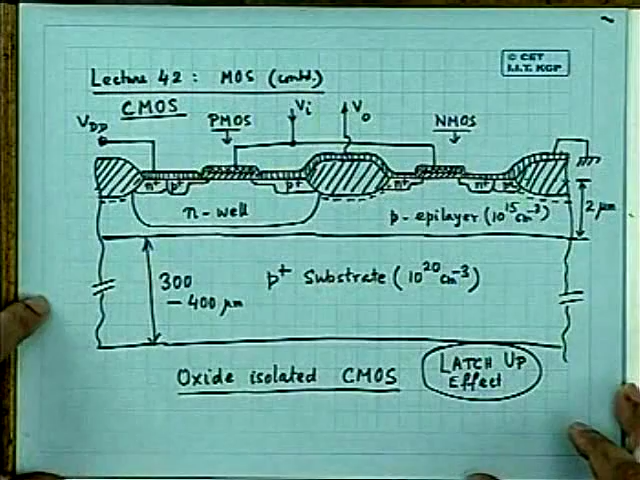 © CET
I.I.T. KGP
Lecture 42 : MOS (contd.)
CMOS
VDD
PMOS
Vi
Vo
NMOS
n+ p+ p+ n+ n+ p+
n-well
p-epilayer (10^15 cm^-3)
2 μm
300
- 400 μm
p+ Substrate (10^20 cm^-3)
Oxide isolated CMOS
LATCH UP
Effect